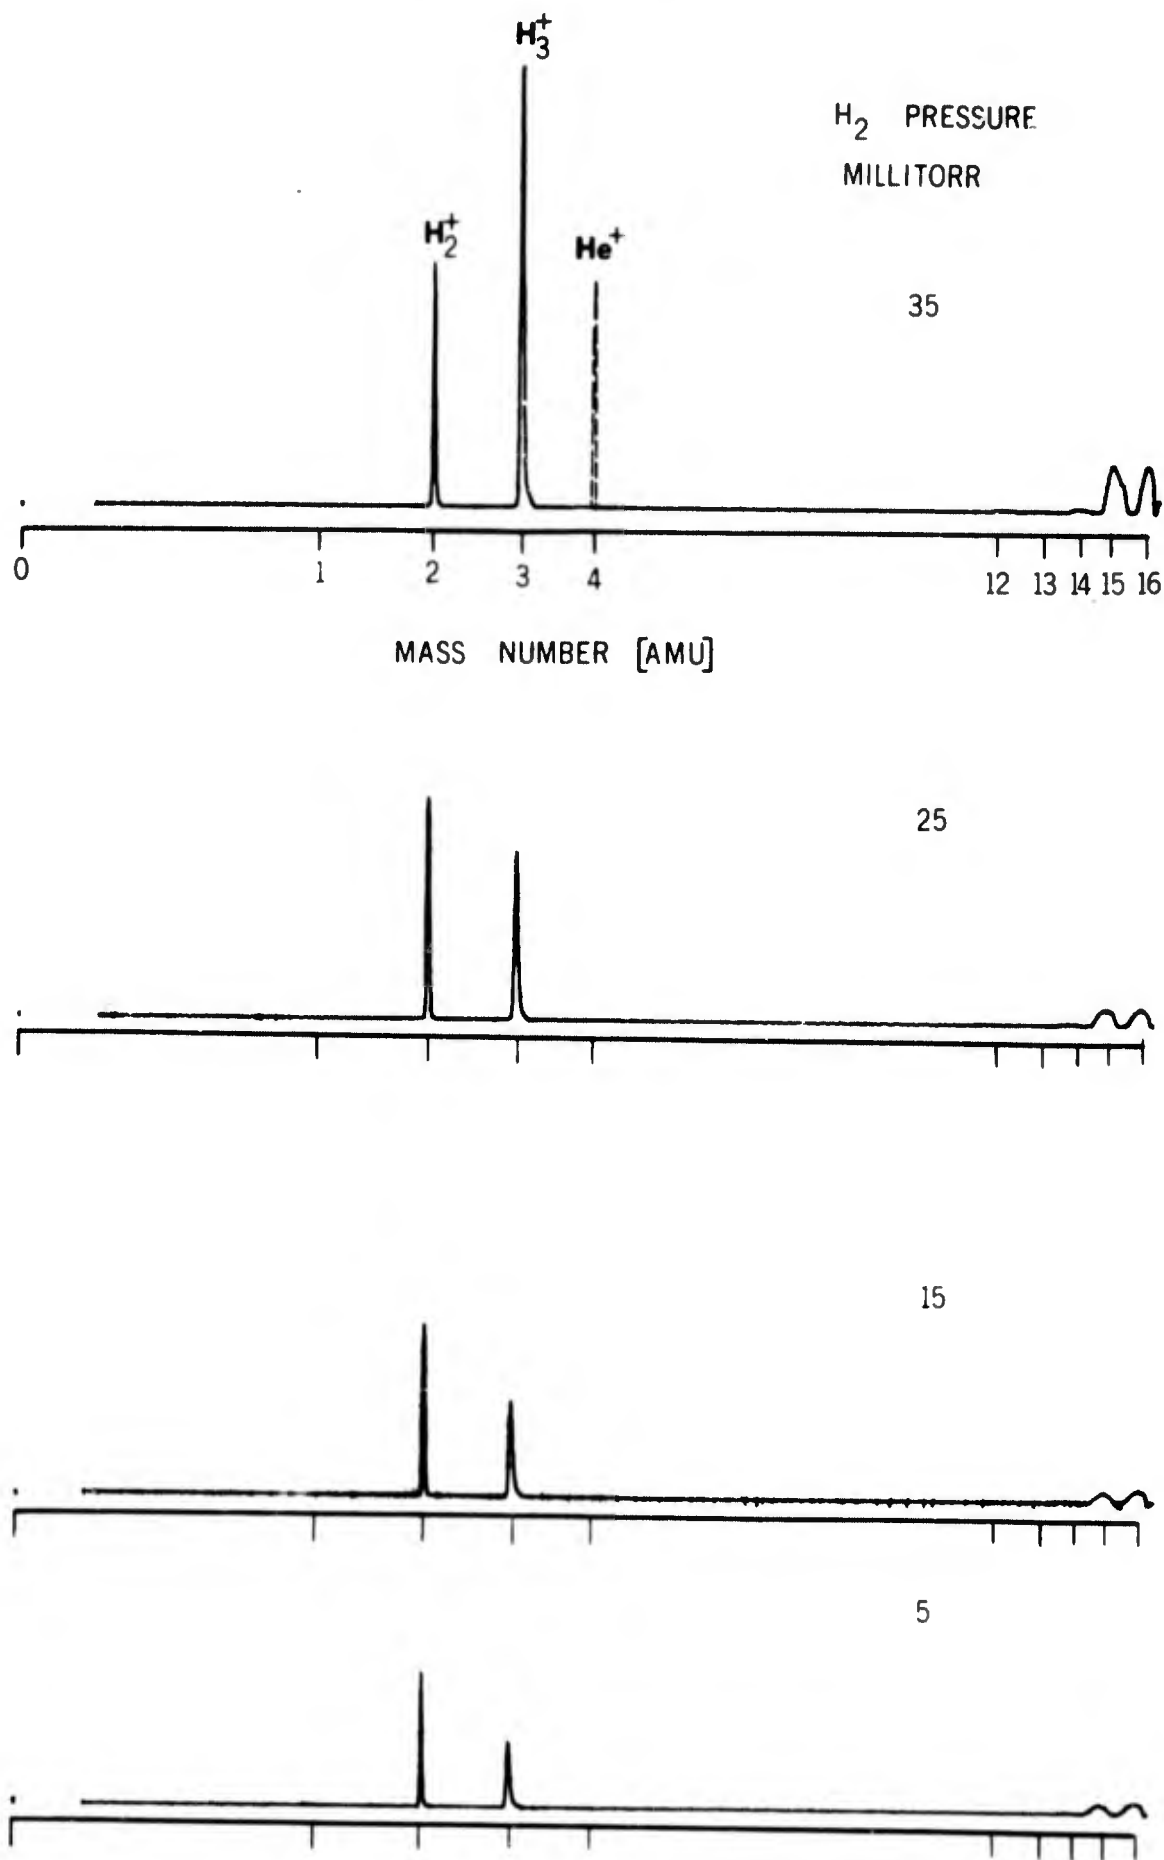 H₃⁺
H₂ PRESSURE
MILLITORR
H₂⁺
He⁺
35
0 1 2 3 4 12 13 14 15 16
MASS NUMBER [AMU]
25
15
5